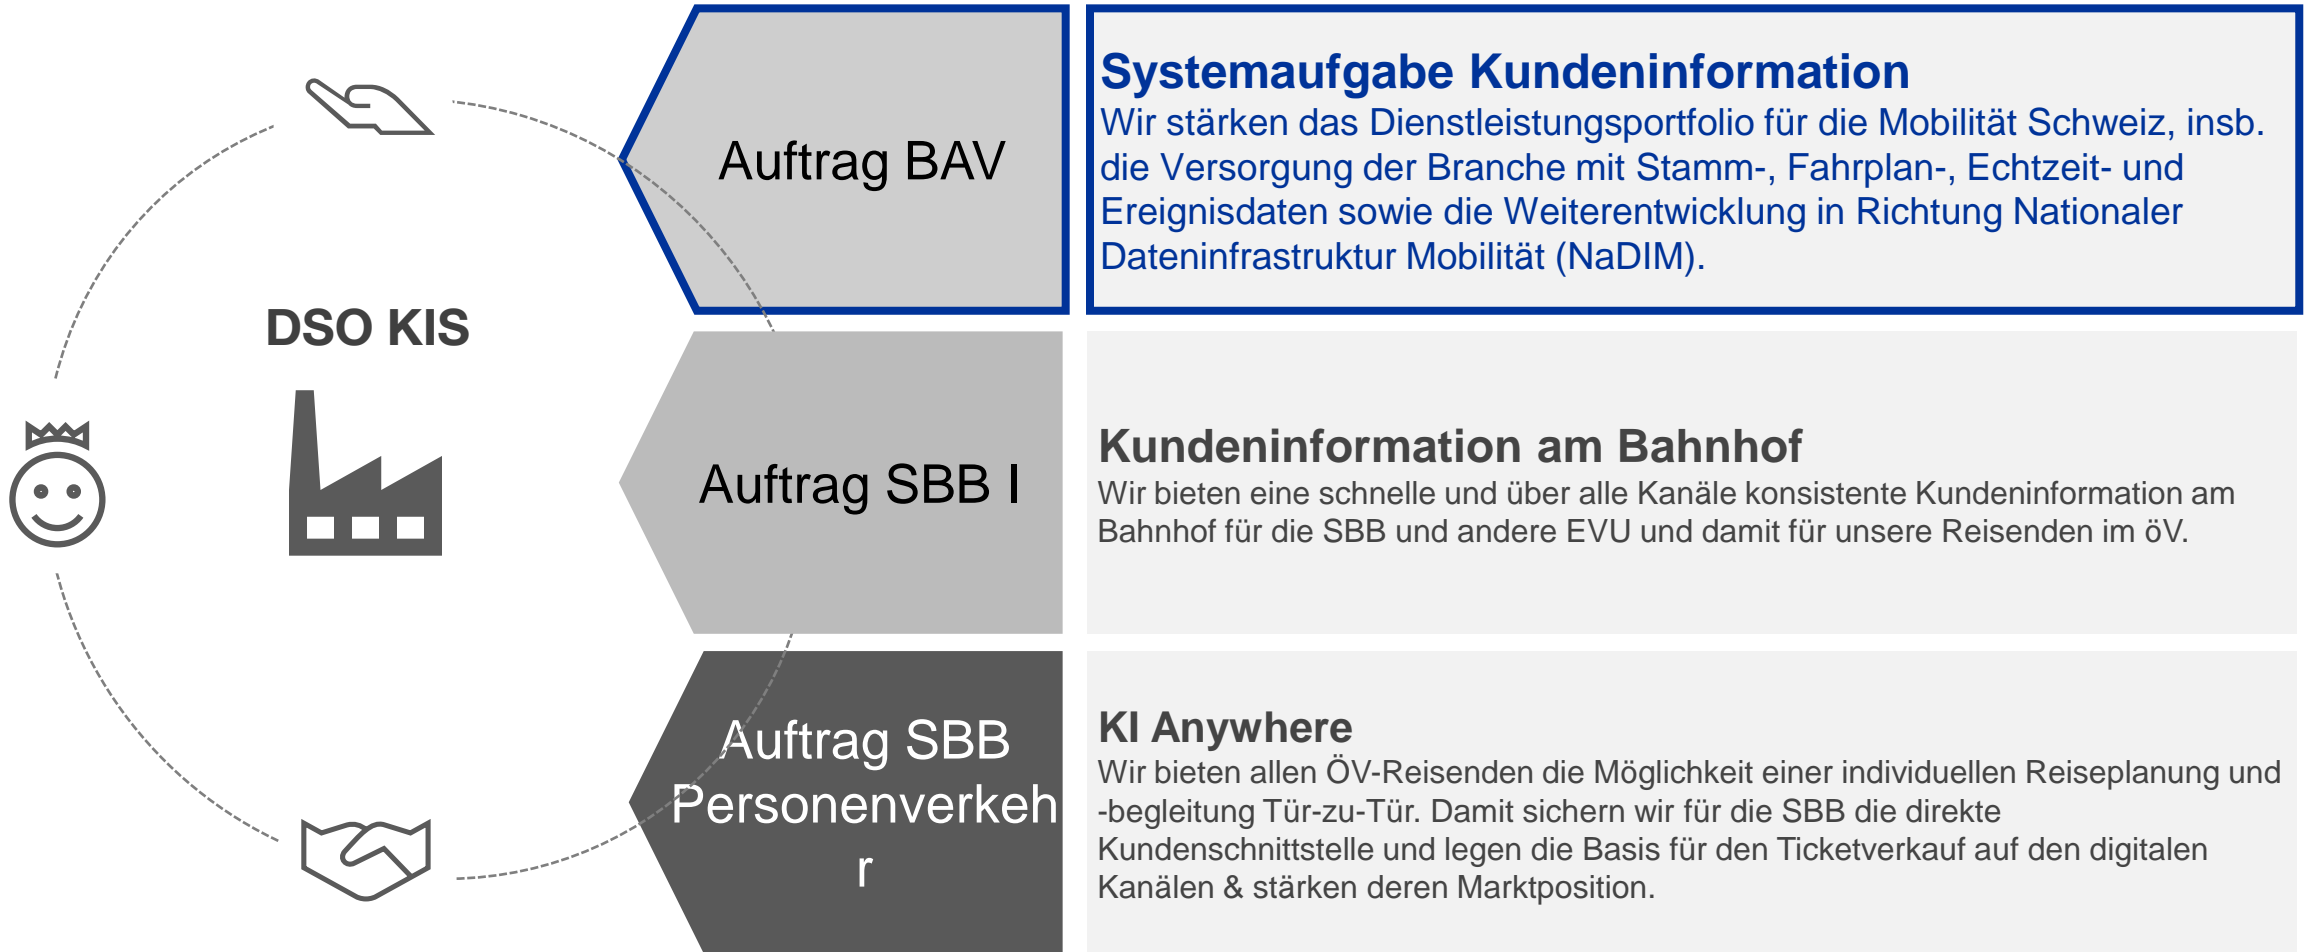 DSO KIS
Auftrag BAV
Systemaufgabe Kundeninformation
Wir stärken das Dienstleistungsportfolio für die Mobilität Schweiz, insb.
die Versorgung der Branche mit Stamm-, Fahrplan-, Echtzeit- und
Ereignisdaten sowie die Weiterentwicklung in Richtung Nationaler
Dateninfrastruktur Mobilität (NaDIM).
Auftrag SBB I
Kundeninformation am Bahnhof
Wir bieten eine schnelle und über alle Kanäle konsistente Kundeninformation am
Bahnhof für die SBB und andere EVU und damit für unsere Reisenden im öV.
Auftrag SBB
Personenverkeh
r
KI Anywhere
Wir bieten allen ÖV-Reisenden die Möglichkeit einer individuellen Reiseplanung und
-begleitung Tür-zu-Tür. Damit sichern wir für die SBB die direkte
Kundenschnittstelle und legen die Basis für den Ticketverkauf auf den digitalen
Kanälen & stärken deren Marktposition.